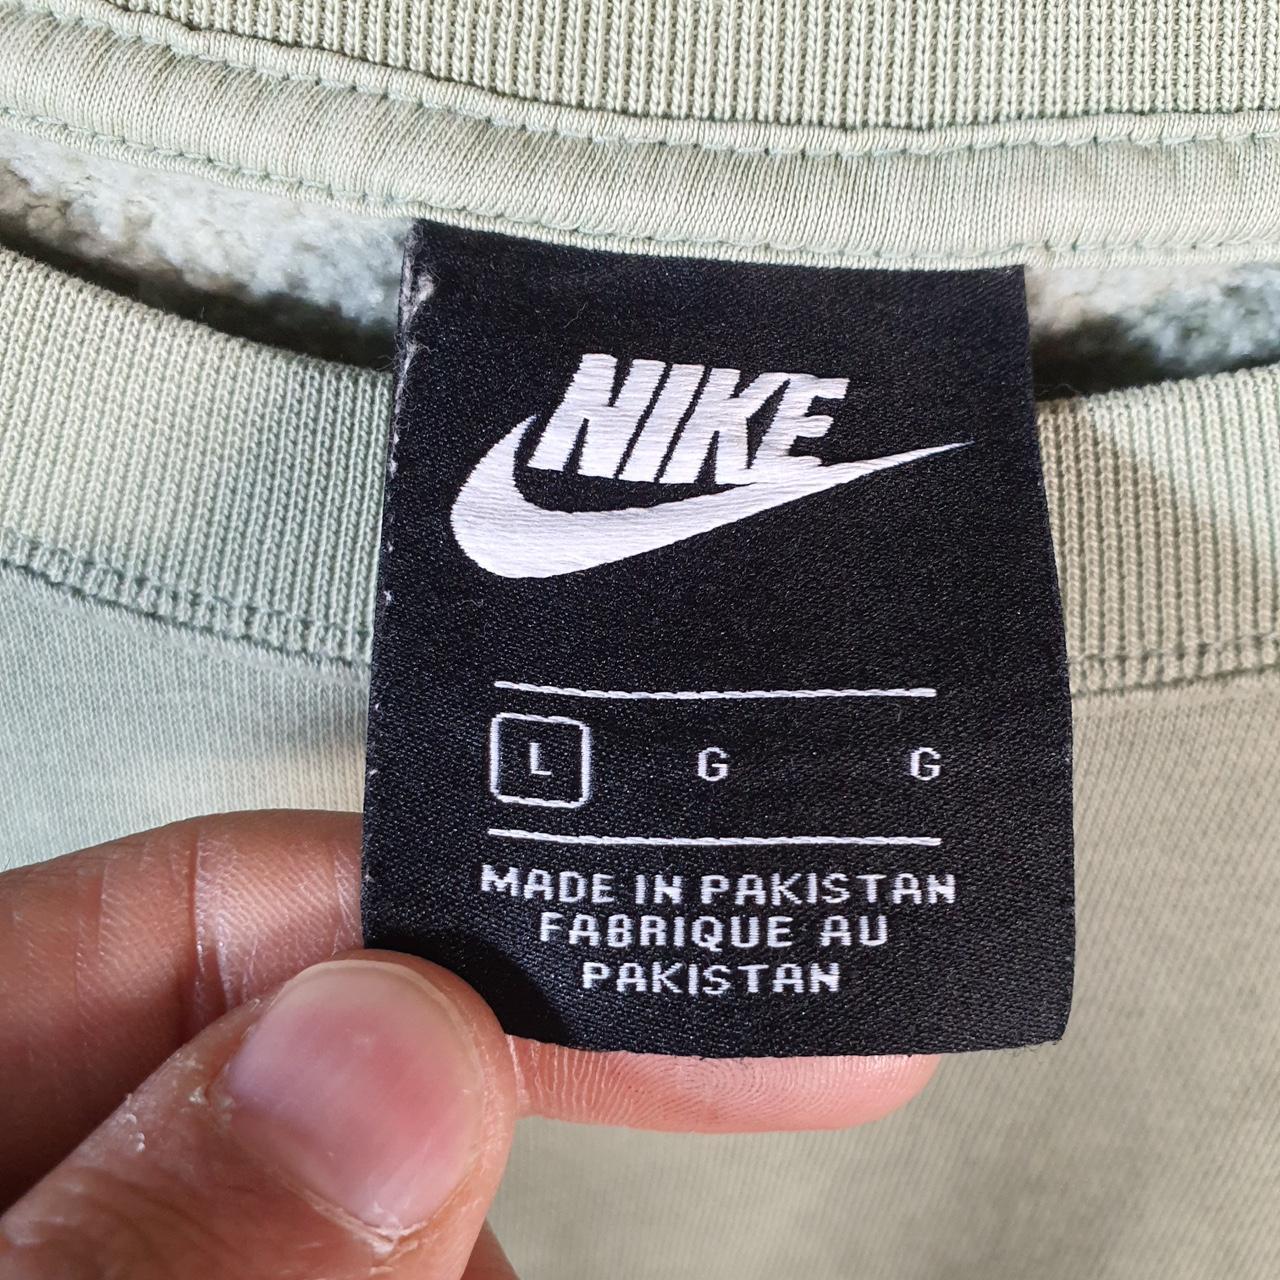 NIKE
L G G
MADE IN PAKISTAN
FABRIQUE AU
PAKISTAN